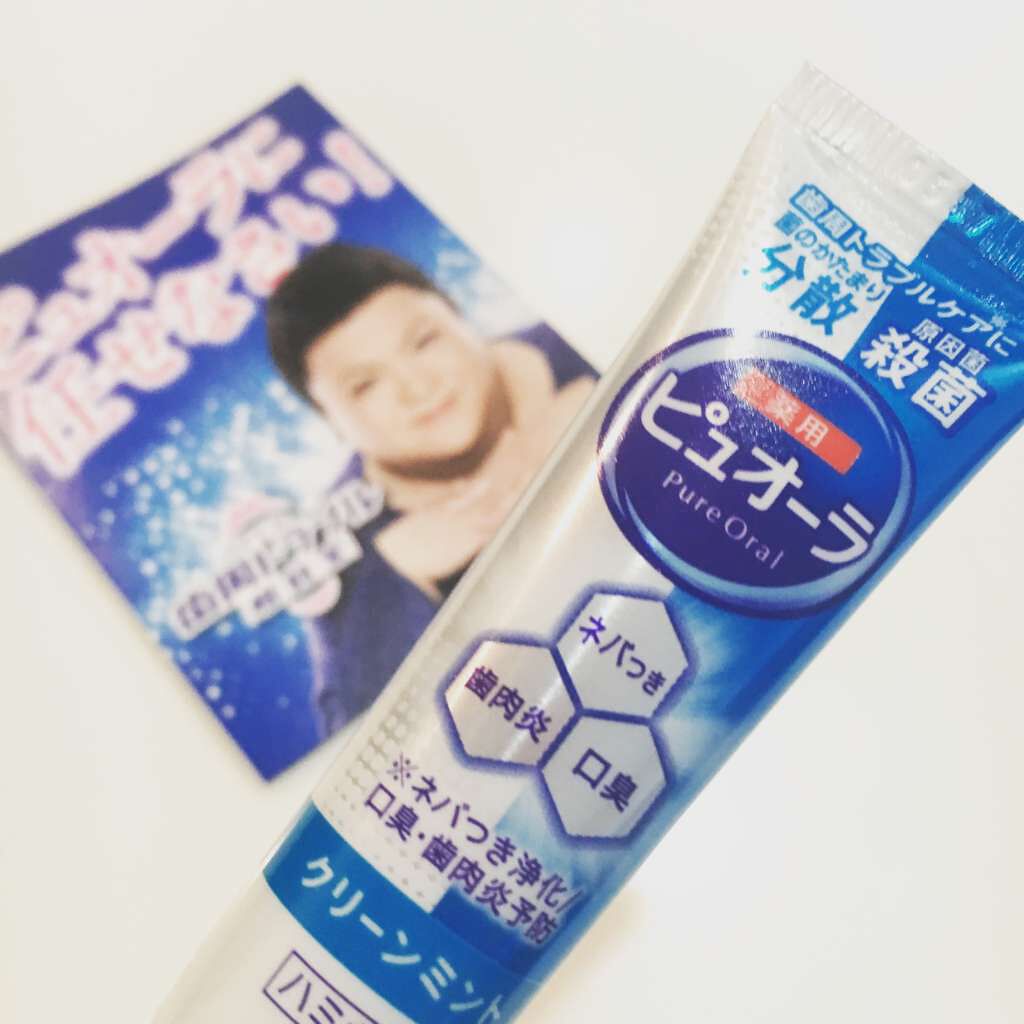 ピュオーラに
任せなさい!
歯周トラブルケアに
菌のかたまり
分散
原因菌
殺菌
薬用
ピュオーラ
Pure Oral
ネバつき
歯肉炎
口臭
※ネバつき浄化/
口臭・歯肉炎予防
クリーンミント
ハミ